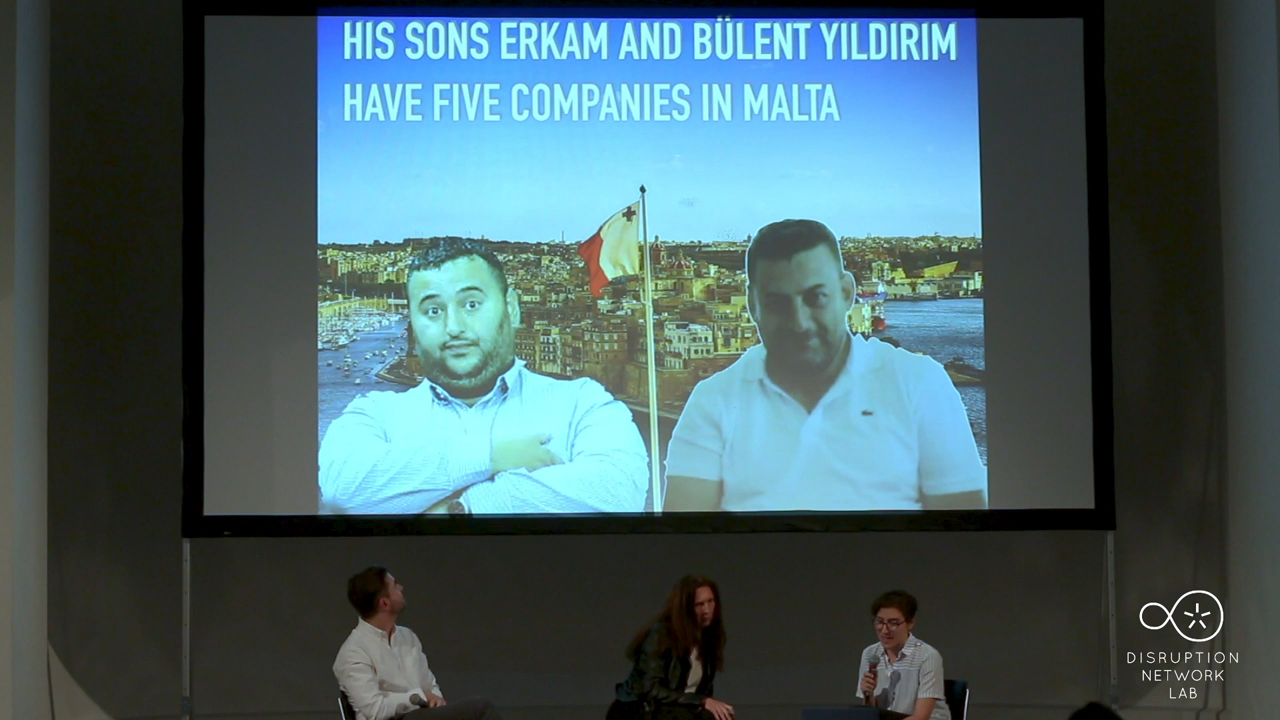 HIS SONS ERKAM AND BÜLENT YILDIRIM
HAVE FIVE COMPANIES IN MALTA
DISRUPTION
NETWORK
LAB